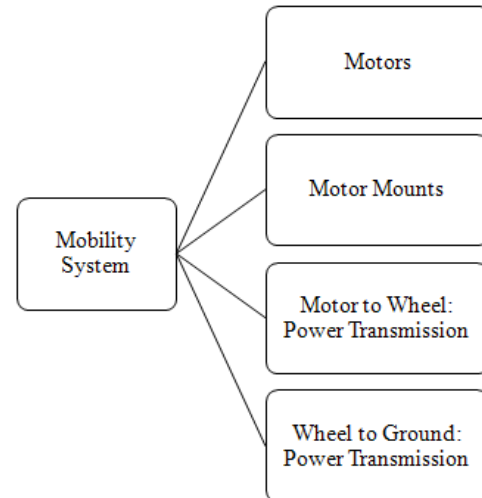 Motors
Motor Mounts
Mobility
System
Motor to Wheel:
Power Transmission
Wheel to Ground:
Power Transmission